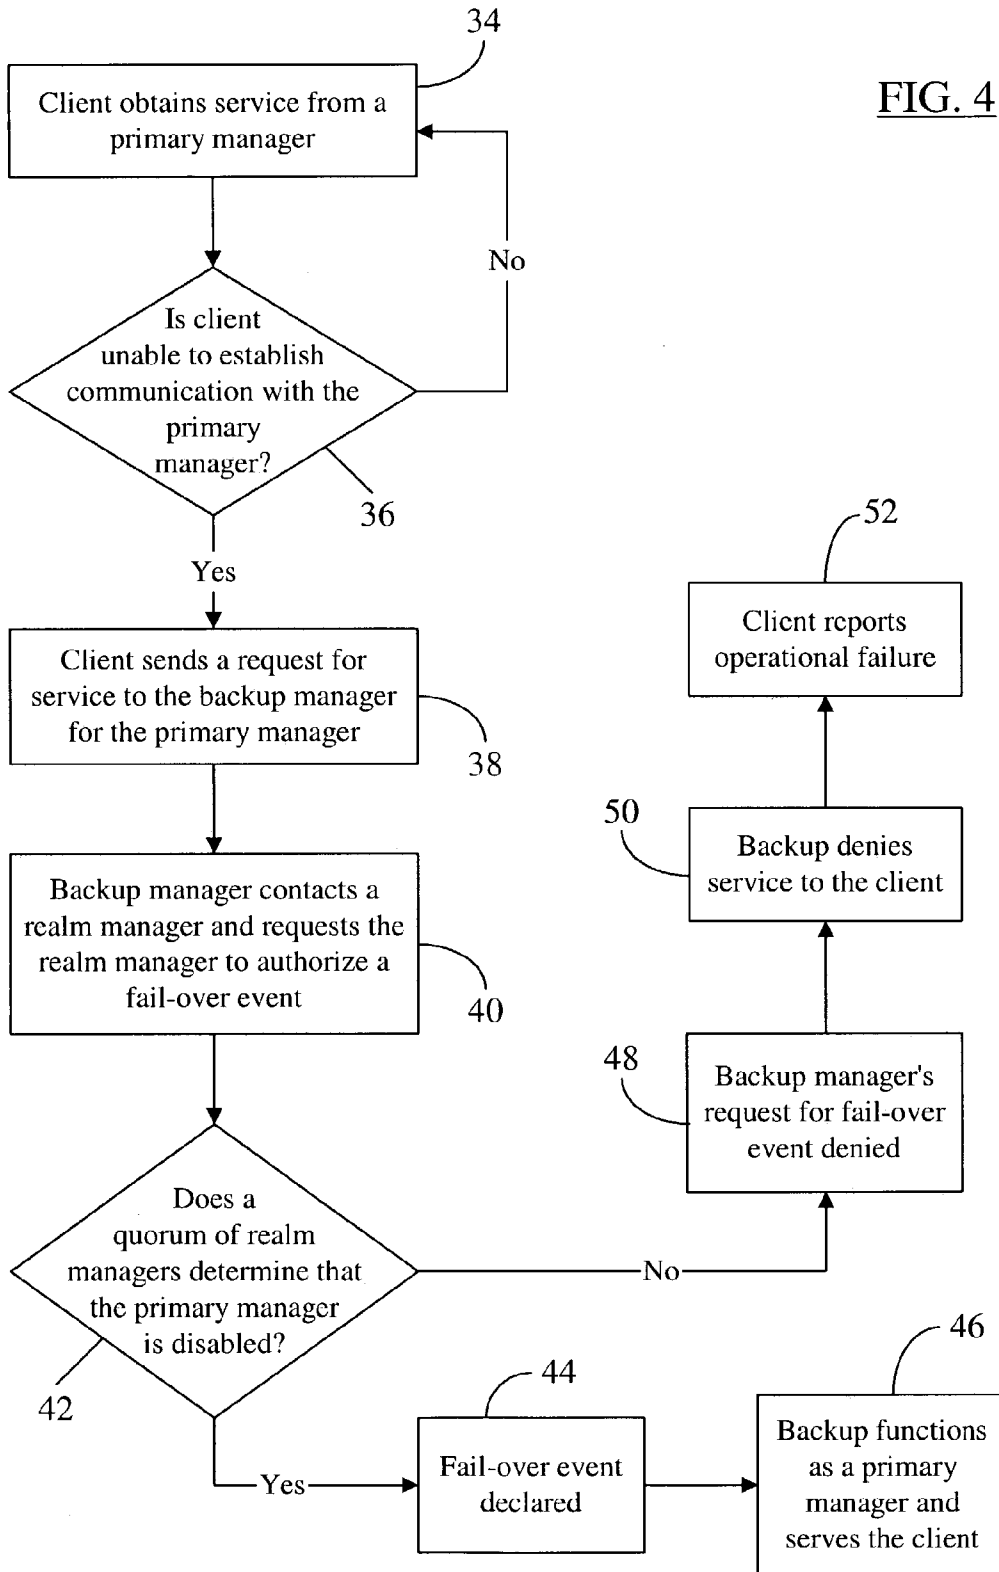 34
FIG. 4
Client obtains service from a
primary manager
No
Is client
unable to establish
communication with the
primary
manager?
36
Yes
52
Client reports
operational failure
Client sends a request for
service to the backup manager
for the primary manager
38
50
Backup denies
service to the client
Backup manager contacts a
realm manager and requests the
realm manager to authorize a
fail-over event
40
48
Backup manager's
request for fail-over
event denied
Does a
quorum of realm
managers determine that
the primary manager
is disabled?
No
42
46
44
Yes
Fail-over event
declared
Backup functions
as a primary
manager and
serves the client